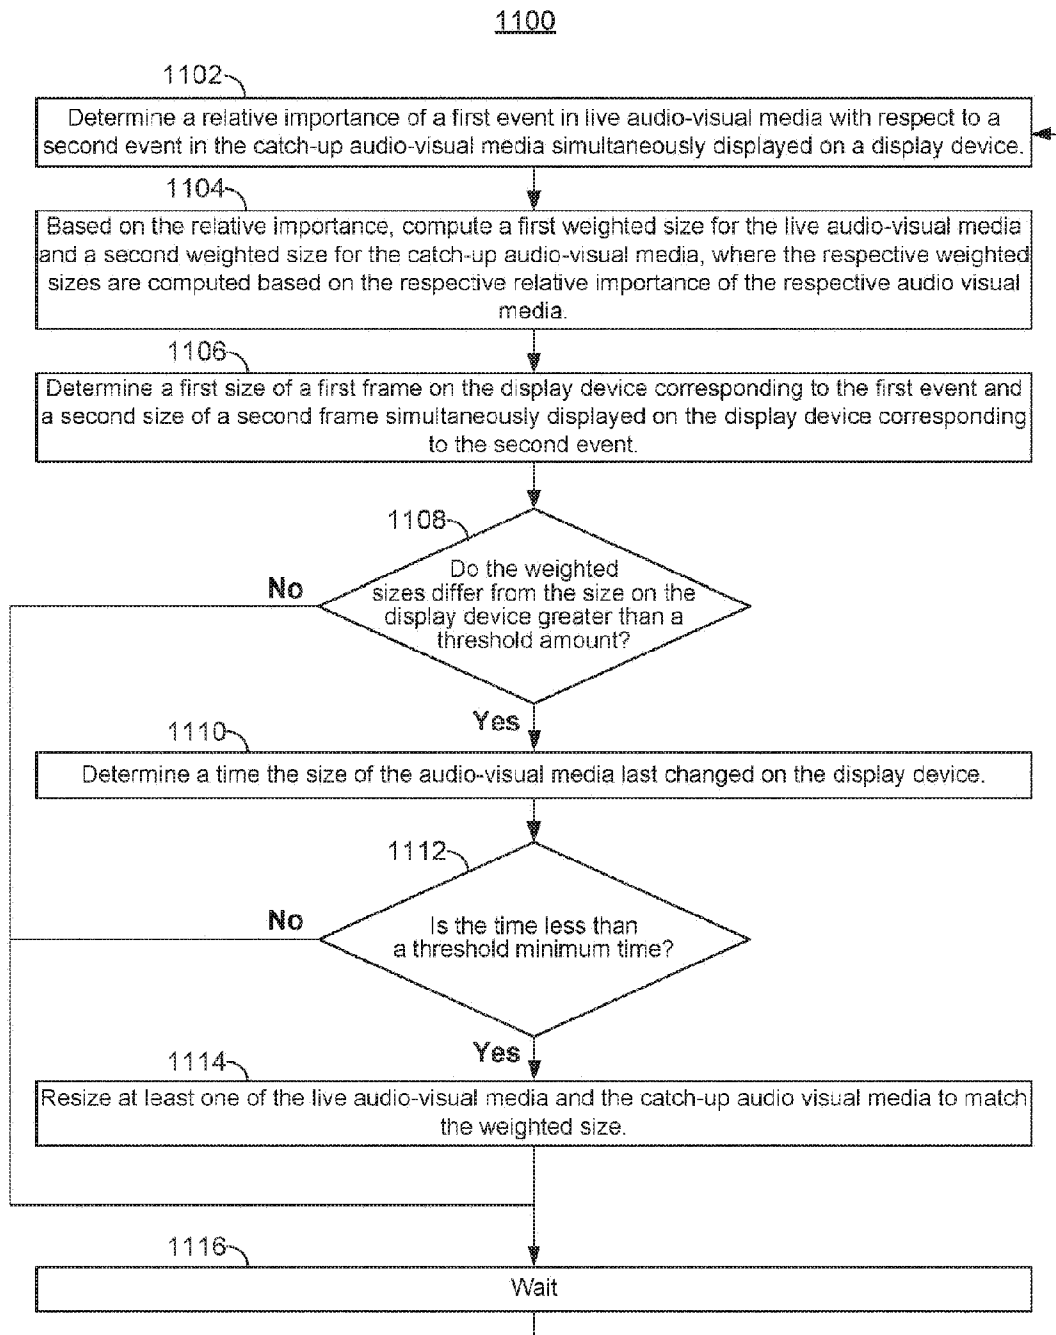 1100
1102
Determine a relative importance of a first event in live audio-visual media with respect to a
second event in the catch-up audio-visual media simultaneously displayed on a display device.
1104
Based on the relative importance, compute a first weighted size for the live audio-visual media
and a second weighted size for the catch-up audio-visual media, where the respective weighted
sizes are computed based on the respective relative importance of the respective audio visual
media.
1106
Determine a first size of a first frame on the display device corresponding to the first event and
a second size of a second frame simultaneously displayed on the display device corresponding
to the second event.
1108
No
Do the weighted
sizes differ from the size on the
display device greater than a
threshold amount?
Yes
1110
Determine a time the size of the audio-visual media last changed on the display device.
1112
No
Is the time less than
a threshold minimum time?
Yes
1114
Resize at least one of the live audio-visual media and the catch-up audio visual media to match
the weighted size.
1116
Wait